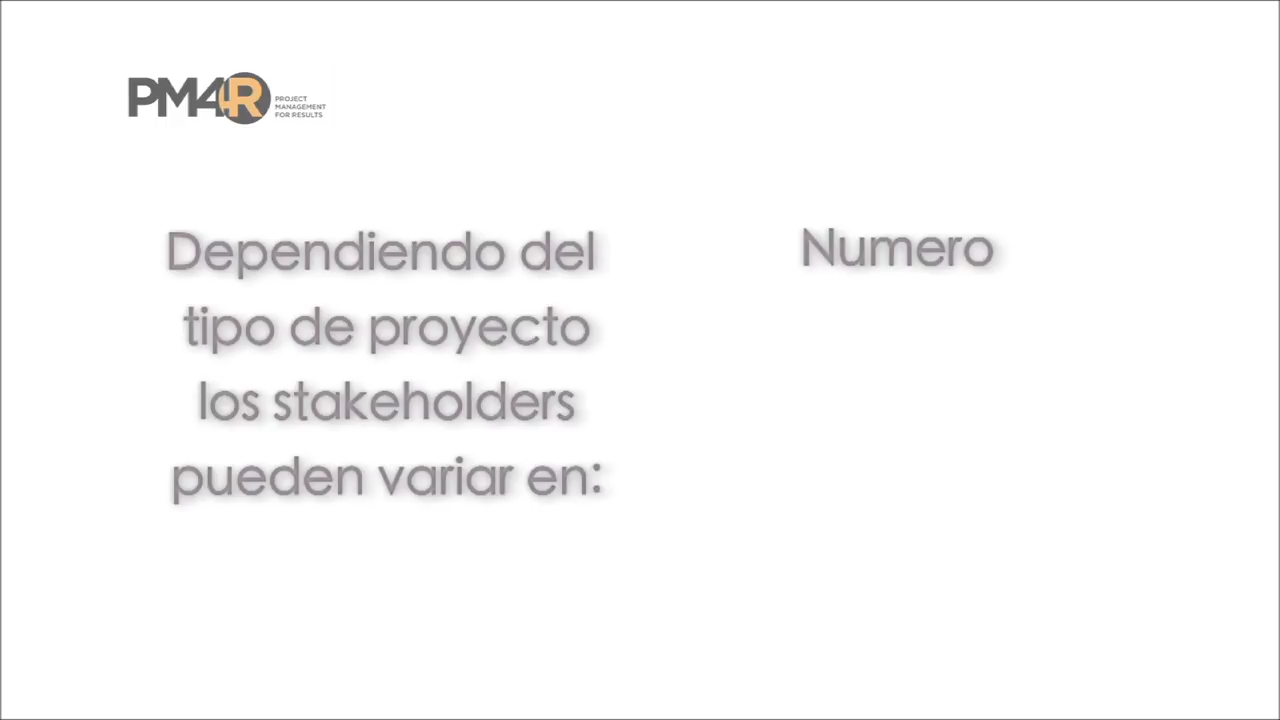 PM4R
PROJECT
MANAGEMENT
FOR RESULTS
Dependiendo del
tipo de proyecto
los stakeholders
pueden variar en:
Numero